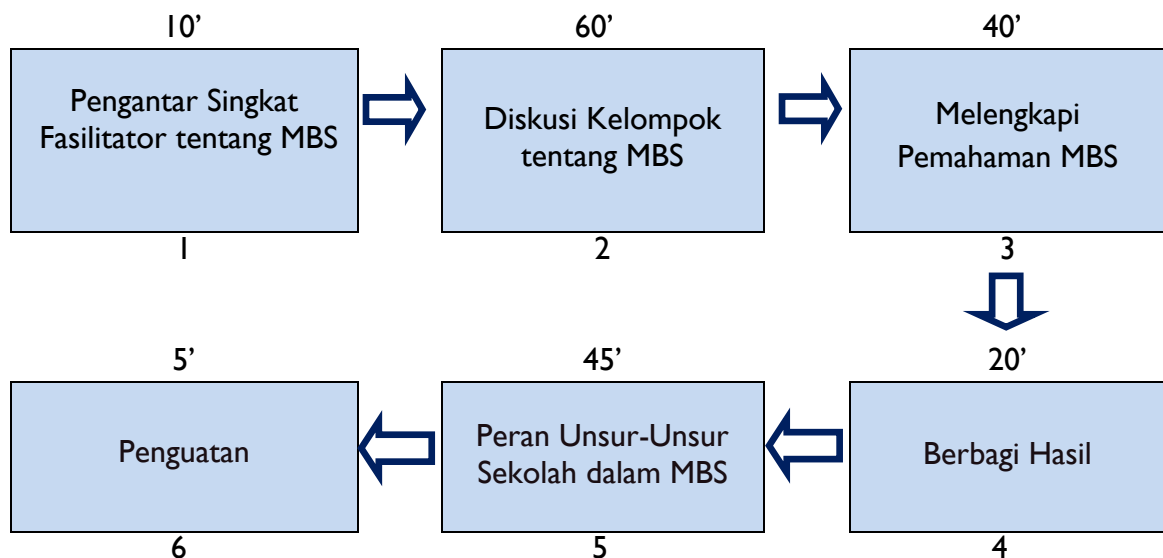 10’
Pengantar Singkat
Fasilitator tentang MBS
1
60’
Diskusi Kelompok
tentang MBS
2
40’
Melengkapi
Pemahaman MBS
3
20’
Berbagi Hasil
4
45’
Peran Unsur-Unsur
Sekolah dalam MBS
5
5’
Penguatan
6